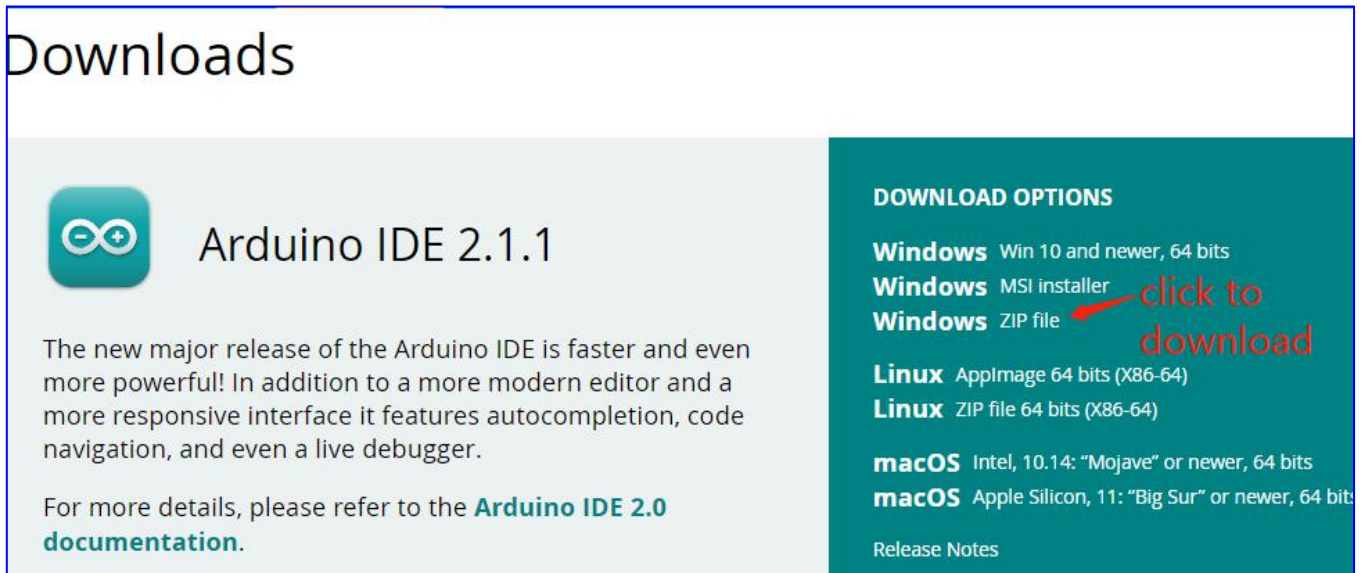 Downloads
Arduino IDE 2.1.1
The new major release of the Arduino IDE is faster and even
more powerful! In addition to a more modern editor and a
more responsive interface it features autocompletion, code
navigation, and even a live debugger.
For more details, please refer to the Arduino IDE 2.0
documentation.
DOWNLOAD OPTIONS
Windows Win 10 and newer, 64 bits
Windows MSI installer
Windows ZIP file
click to
download
Linux AppImage 64 bits (X86-64)
Linux ZIP file 64 bits (X86-64)
macOS Intel, 10.14: “Mojave” or newer, 64 bits
macOS Apple Silicon, 11: “Big Sur” or newer, 64 bits
Release Notes